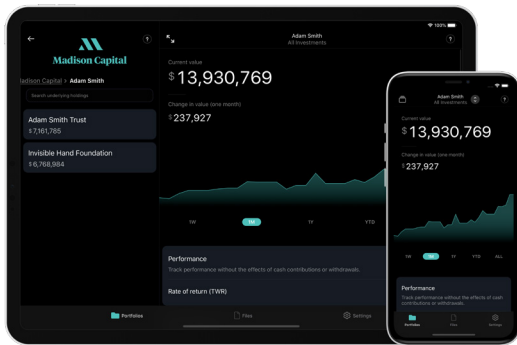 100%
Madison Capital
adison Capital > Adam Smith
Search underlying holdings
Adam Smith Trust
$7,161,785
Invisible Hand Foundation
$6,768,984
Adam Smith
All Investments
?
Current value
$13,930,769
Change in value (one month)
$237,927
1W
1M
1Y
YTD
Performance
Track performance without the effects of cash contributions or withdrawals.
Rate of return (TWR)
Portfolios
Files
Settings
Adam Smith
All Investments
?
Current value
$13,930,769
Change in value (one month)
$237,927
1W
1M
1Y
YTD
ALL
Performance
Track performance without the effects of
cash contributions or withdrawals.
Portfolios
Files
Settings